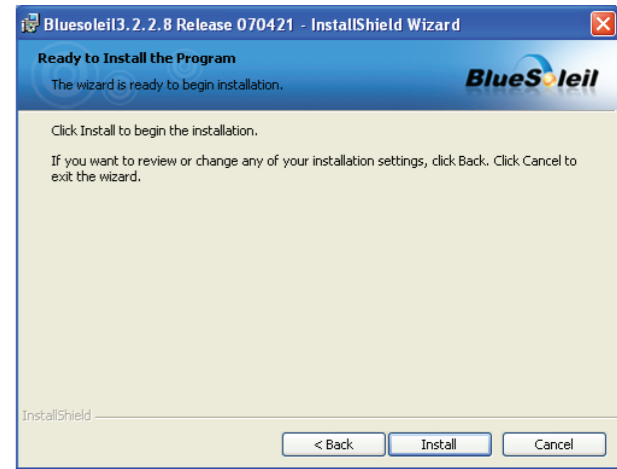 Bluesoleil3.2.2.8 Release 070421 - InstallShield Wizard
Ready to Install the Program
The wizard is ready to begin installation.
BlueSoleil
Click Install to begin the installation.
If you want to review or change any of your installation settings, click Back. Click Cancel to
exit the wizard.
InstallShield
< Back Install Cancel